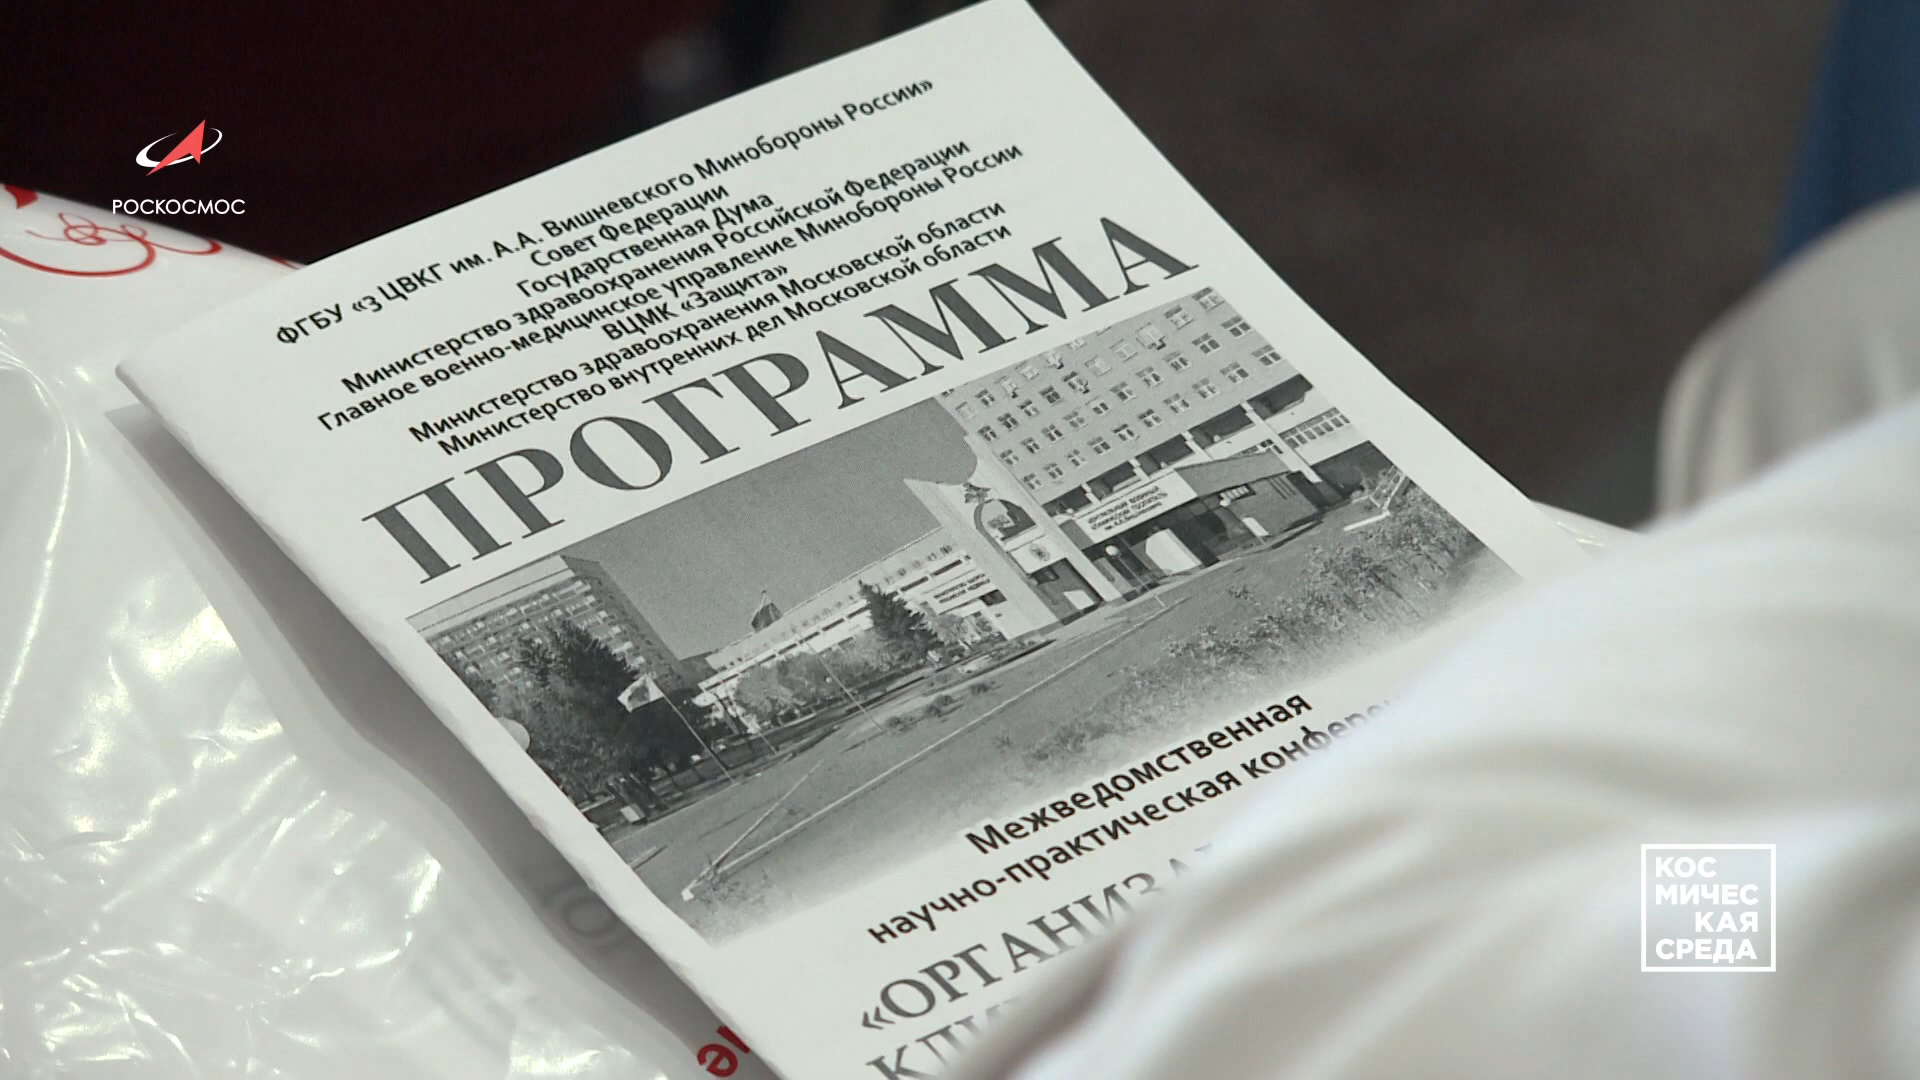 РОСКОСМОС
ФГБУ «3 ЦВКГ им. А.А. Вишневского Минобороны России»
Совет Федерации
Государственная Дума
Министерство здравоохранения Российской Федерации
Главное военно-медицинское управление Минобороны России
ВЦМК «Защита»
Министерство здравоохранения Московской области
Министерство внутренних дел Московской области
ПРОГРАММА
Межведомственная
научно-практическая
КОС
МИЧЕС
КАЯ
СРЕДА